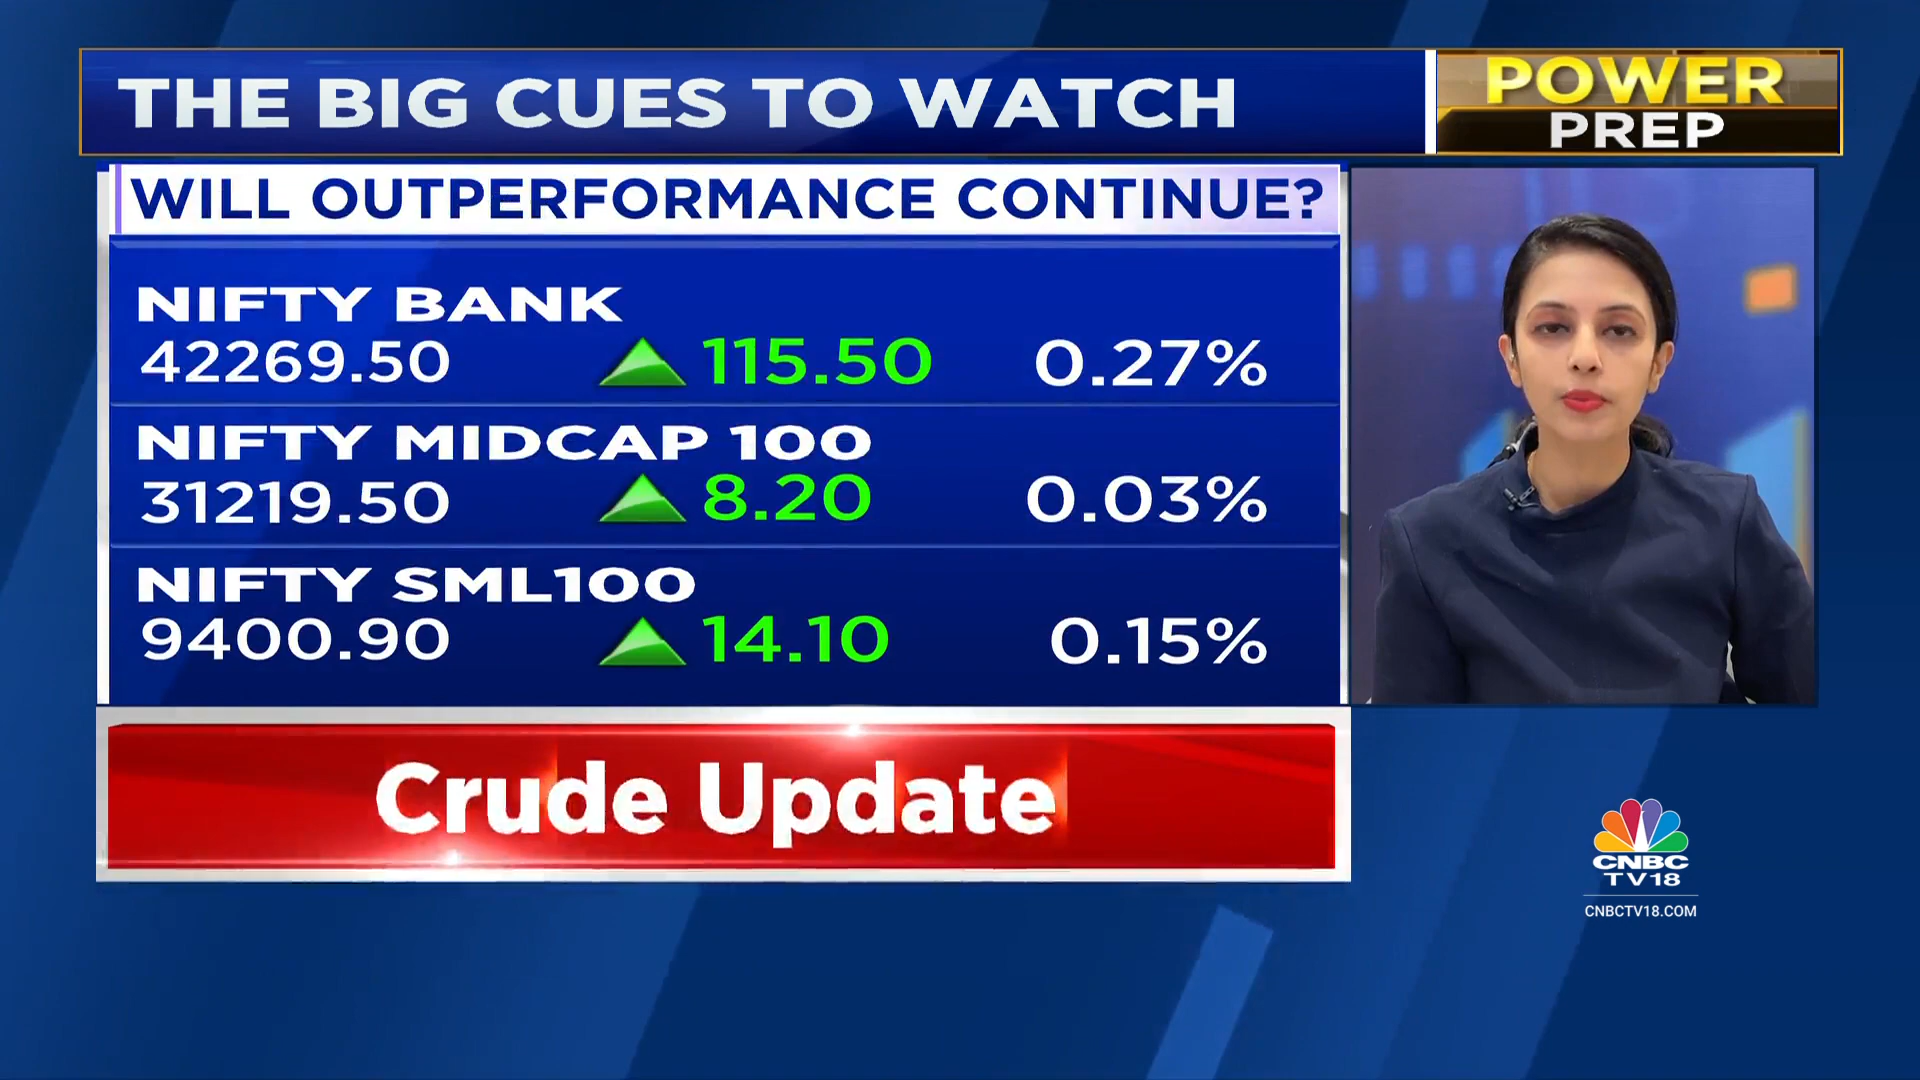 THE BIG CUES TO WATCH
POWER
PREP
WILL OUTPERFORMANCE CONTINUE?
NIFTY BANK
42269.50 115.50 0.27%
NIFTY MIDCAP 100
31219.50 8.20 0.03%
NIFTY SML100
9400.90 14.10 0.15%
Crude Update
CNBC
TV18
CNBCTV18.COM